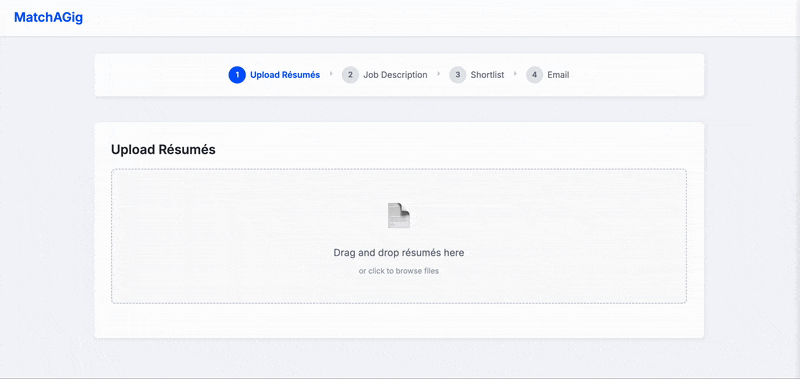 MatchAGig
1 Upload Résumés › 2 Job Description › 3 Shortlist › 4 Email
Upload Résumés
Drag and drop résumés here
or click to browse files